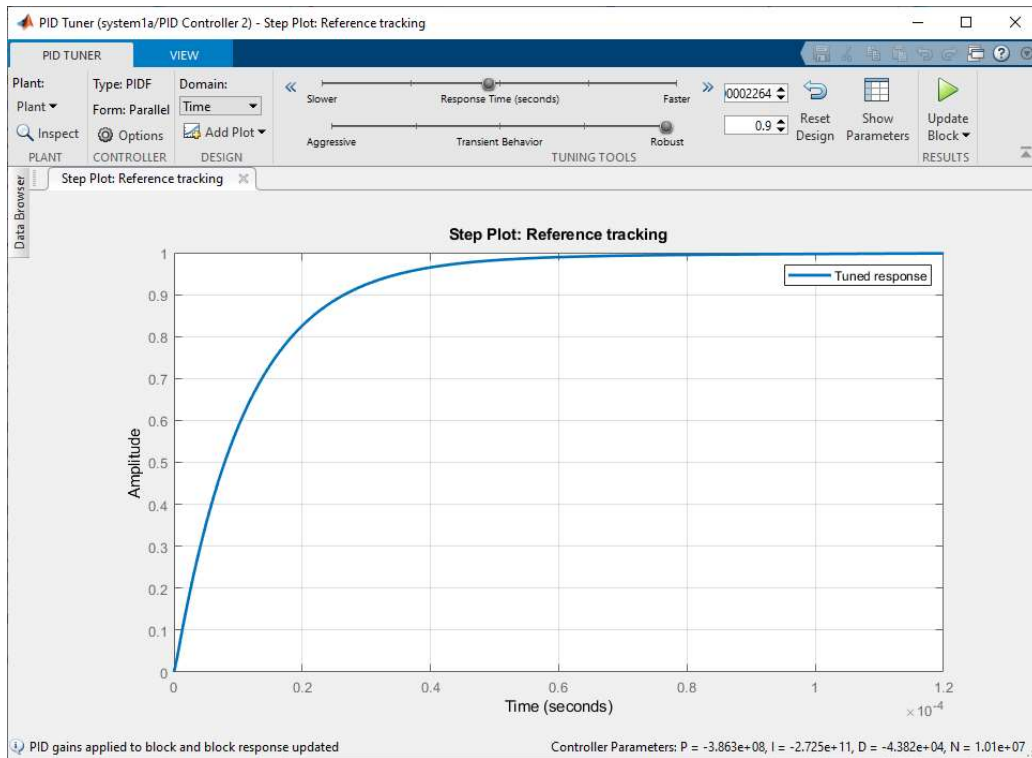 PID Tuner (system1a/PID Controller 2) - Step Plot: Reference tracking
PID TUNER VIEW
Plant: Type: PIDF Domain:
Plant Form: Parallel Time
Inspect Options Add Plot
PLANT CONTROLLER DESIGN
Slower Response Time (seconds) Faster
Aggressive Transient Behavior Robust
0002264
0.9
Reset Design
Show Parameters
Update Block
TUNING TOOLS RESULTS
Data Browser
Step Plot: Reference tracking
Step Plot: Reference tracking
Tuned response
Amplitude
1
0.9
0.8
0.7
0.6
0.5
0.4
0.3
0.2
0.1
0
0 0.2 0.4 0.6 0.8 1 1.2
Time (seconds)
× 10⁻⁴
PID gains applied to block and block response updated
Controller Parameters: P = -3.863e+08, I = -2.725e+11, D = -4.382e+04, N = 1.01e+07